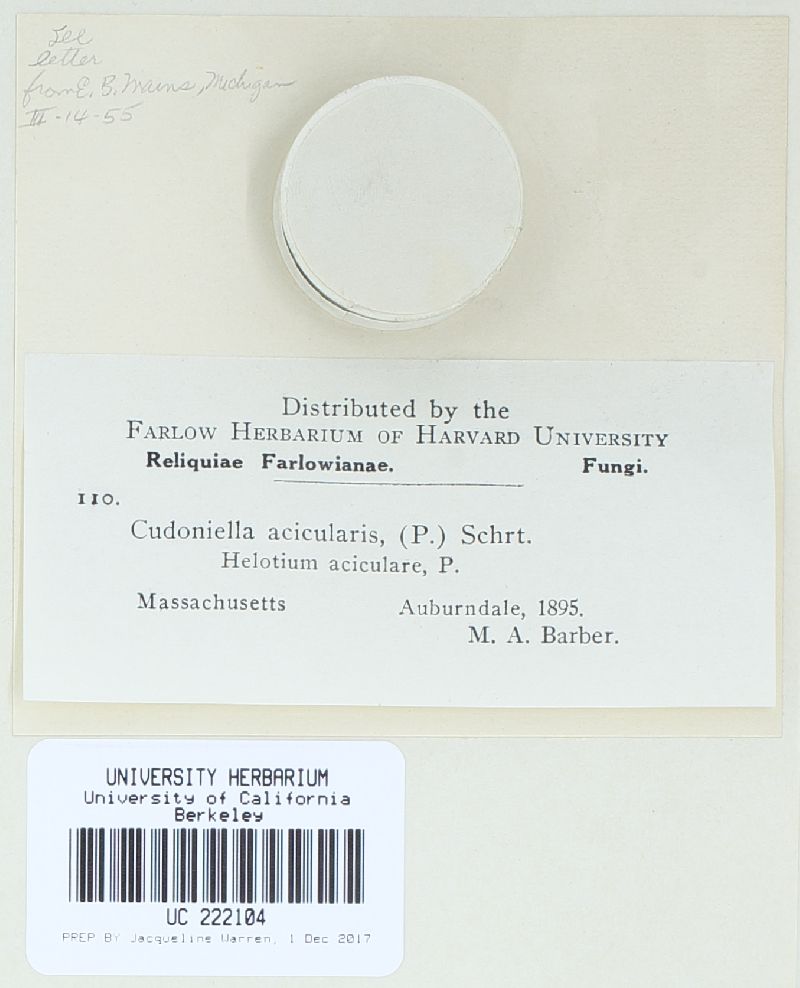 See
letter
from E. B. Mains, Michigan
III-14-55
Distributed by the
FARLOW HERBARIUM OF HARVARD UNIVERSITY
Reliquiae Farlowianae. Fungi.
110.
Cudoniella acicularis, (P.) Schrt.
Helotium aciculare, P.
Massachusetts Auburndale, 1895.
M. A. Barber.
UNIVERSITY HERBARIUM
University of California
Berkeley
UC 222104
PREP BY Jacqueline Warren, 1 Dec 2017